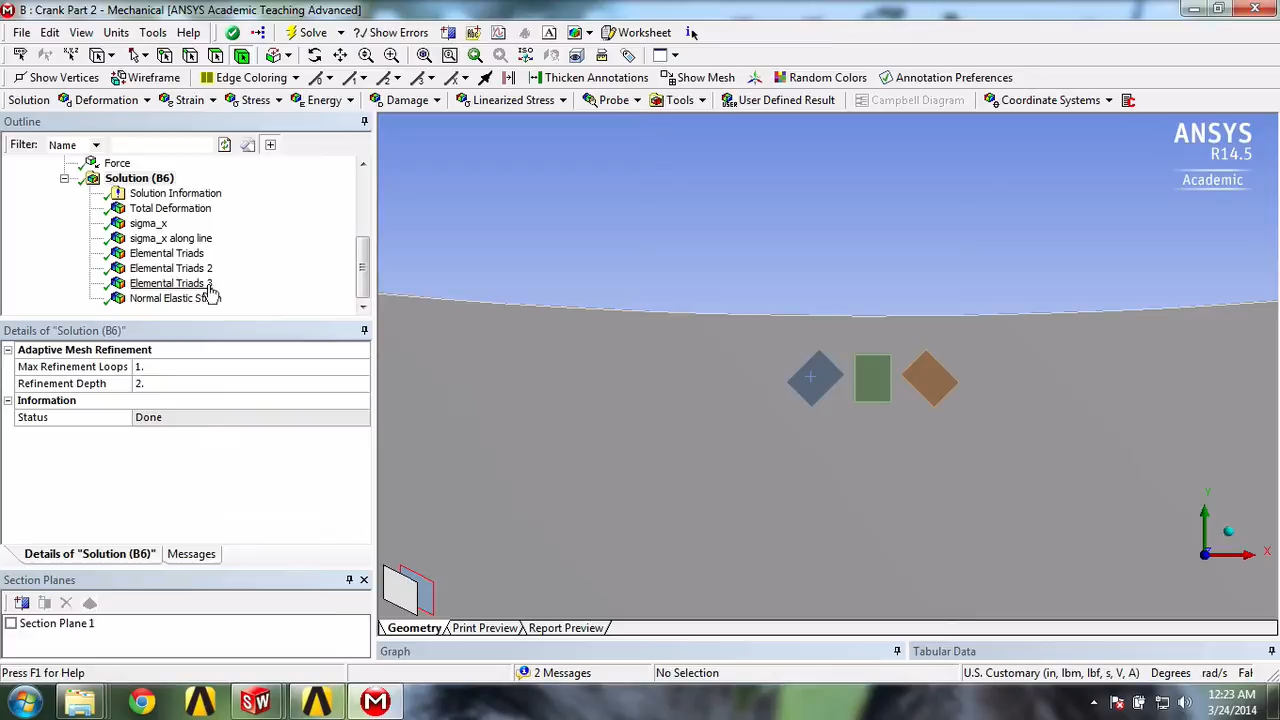 B : Crank Part 2 - Mechanical [ANSYS Academic Teaching Advanced]
File Edit View Units Tools Help Solve ?/ Show Errors Worksheet
Show Vertices Wireframe Edge Coloring Thicken Annotations Show Mesh Random Colors Annotation Preferences
Solution Deformation Strain Stress Energy Damage Linearized Stress Probe Tools User Defined Result Campbell Diagram Coordinate Systems
Outline
Filter: Name
Force
Solution (B6)
Solution Information
Total Deformation
sigma_x
sigma_x along line
Elemental Triads
Elemental Triads 2
Elemental Triads 3
Normal Elastic
Details of "Solution (B6)"
Adaptive Mesh Refinement
Max Refinement Loops 1.
Refinement Depth 2.
Information
Status Done
Details of "Solution (B6)" Messages
Section Planes
Section Plane 1
ANSYS
R14.5
Academic
Y
X
Geometry Print Preview Report Preview
Graph Tabular Data
Press F1 for Help 2 Messages No Selection U.S. Customary (in, lbm, lbf, s, V, A) Degrees rad/s Fal
SW M
12:23 AM
3/24/2014